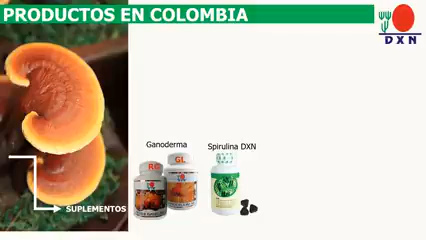 PRODUCTOS EN COLOMBIA
DXN
Ganoderma
Spirulina DXN
RG
GL
SUPLEMENTOS